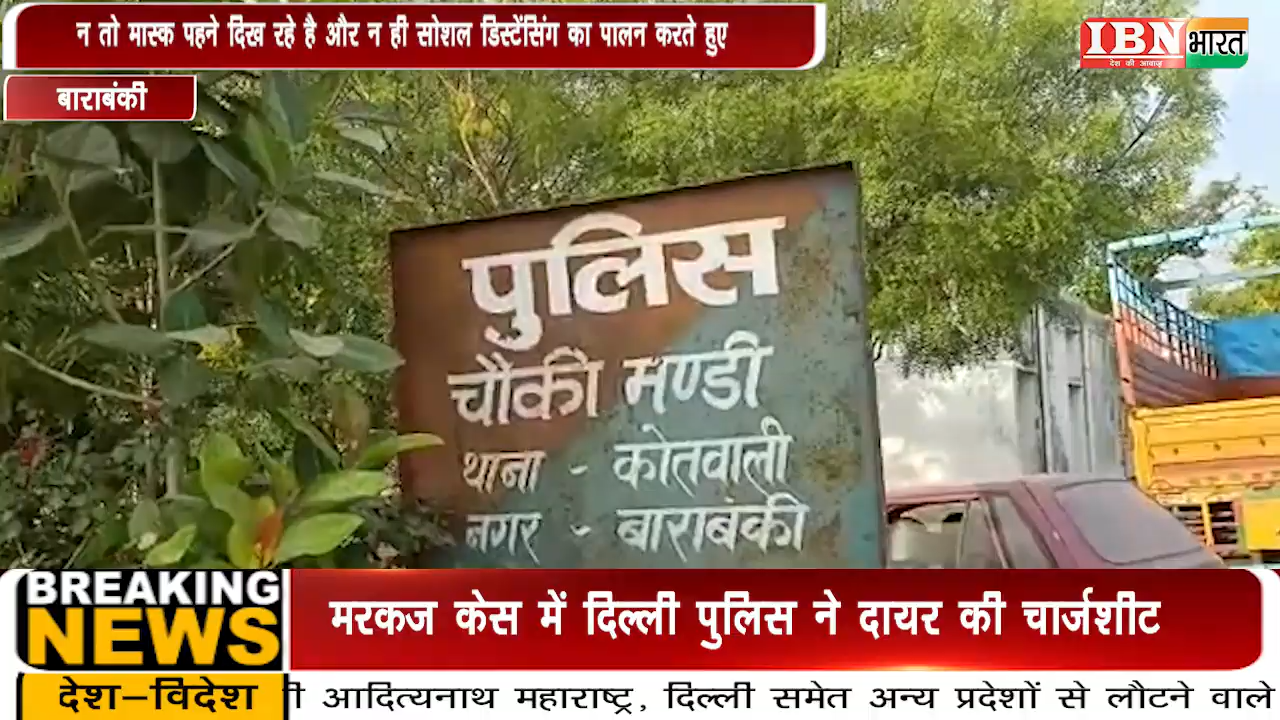 न तो मास्क पहने दिख रहे है और न ही सोशल डिस्टेंसिंग का पालन करते हुए
IBN भारत
देश की आवाज़
बाराबंकी
पुलिस
चौकी मण्डी
थाना - कोतवाली
नगर - बाराबंकी
BREAKING
NEWS
मरकज केस में दिल्ली पुलिस ने दायर की चार्जशीट
देश-विदेश
आदित्यनाथ महाराष्ट्र, दिल्ली समेत अन्य प्रदेशों से लौटने वाले